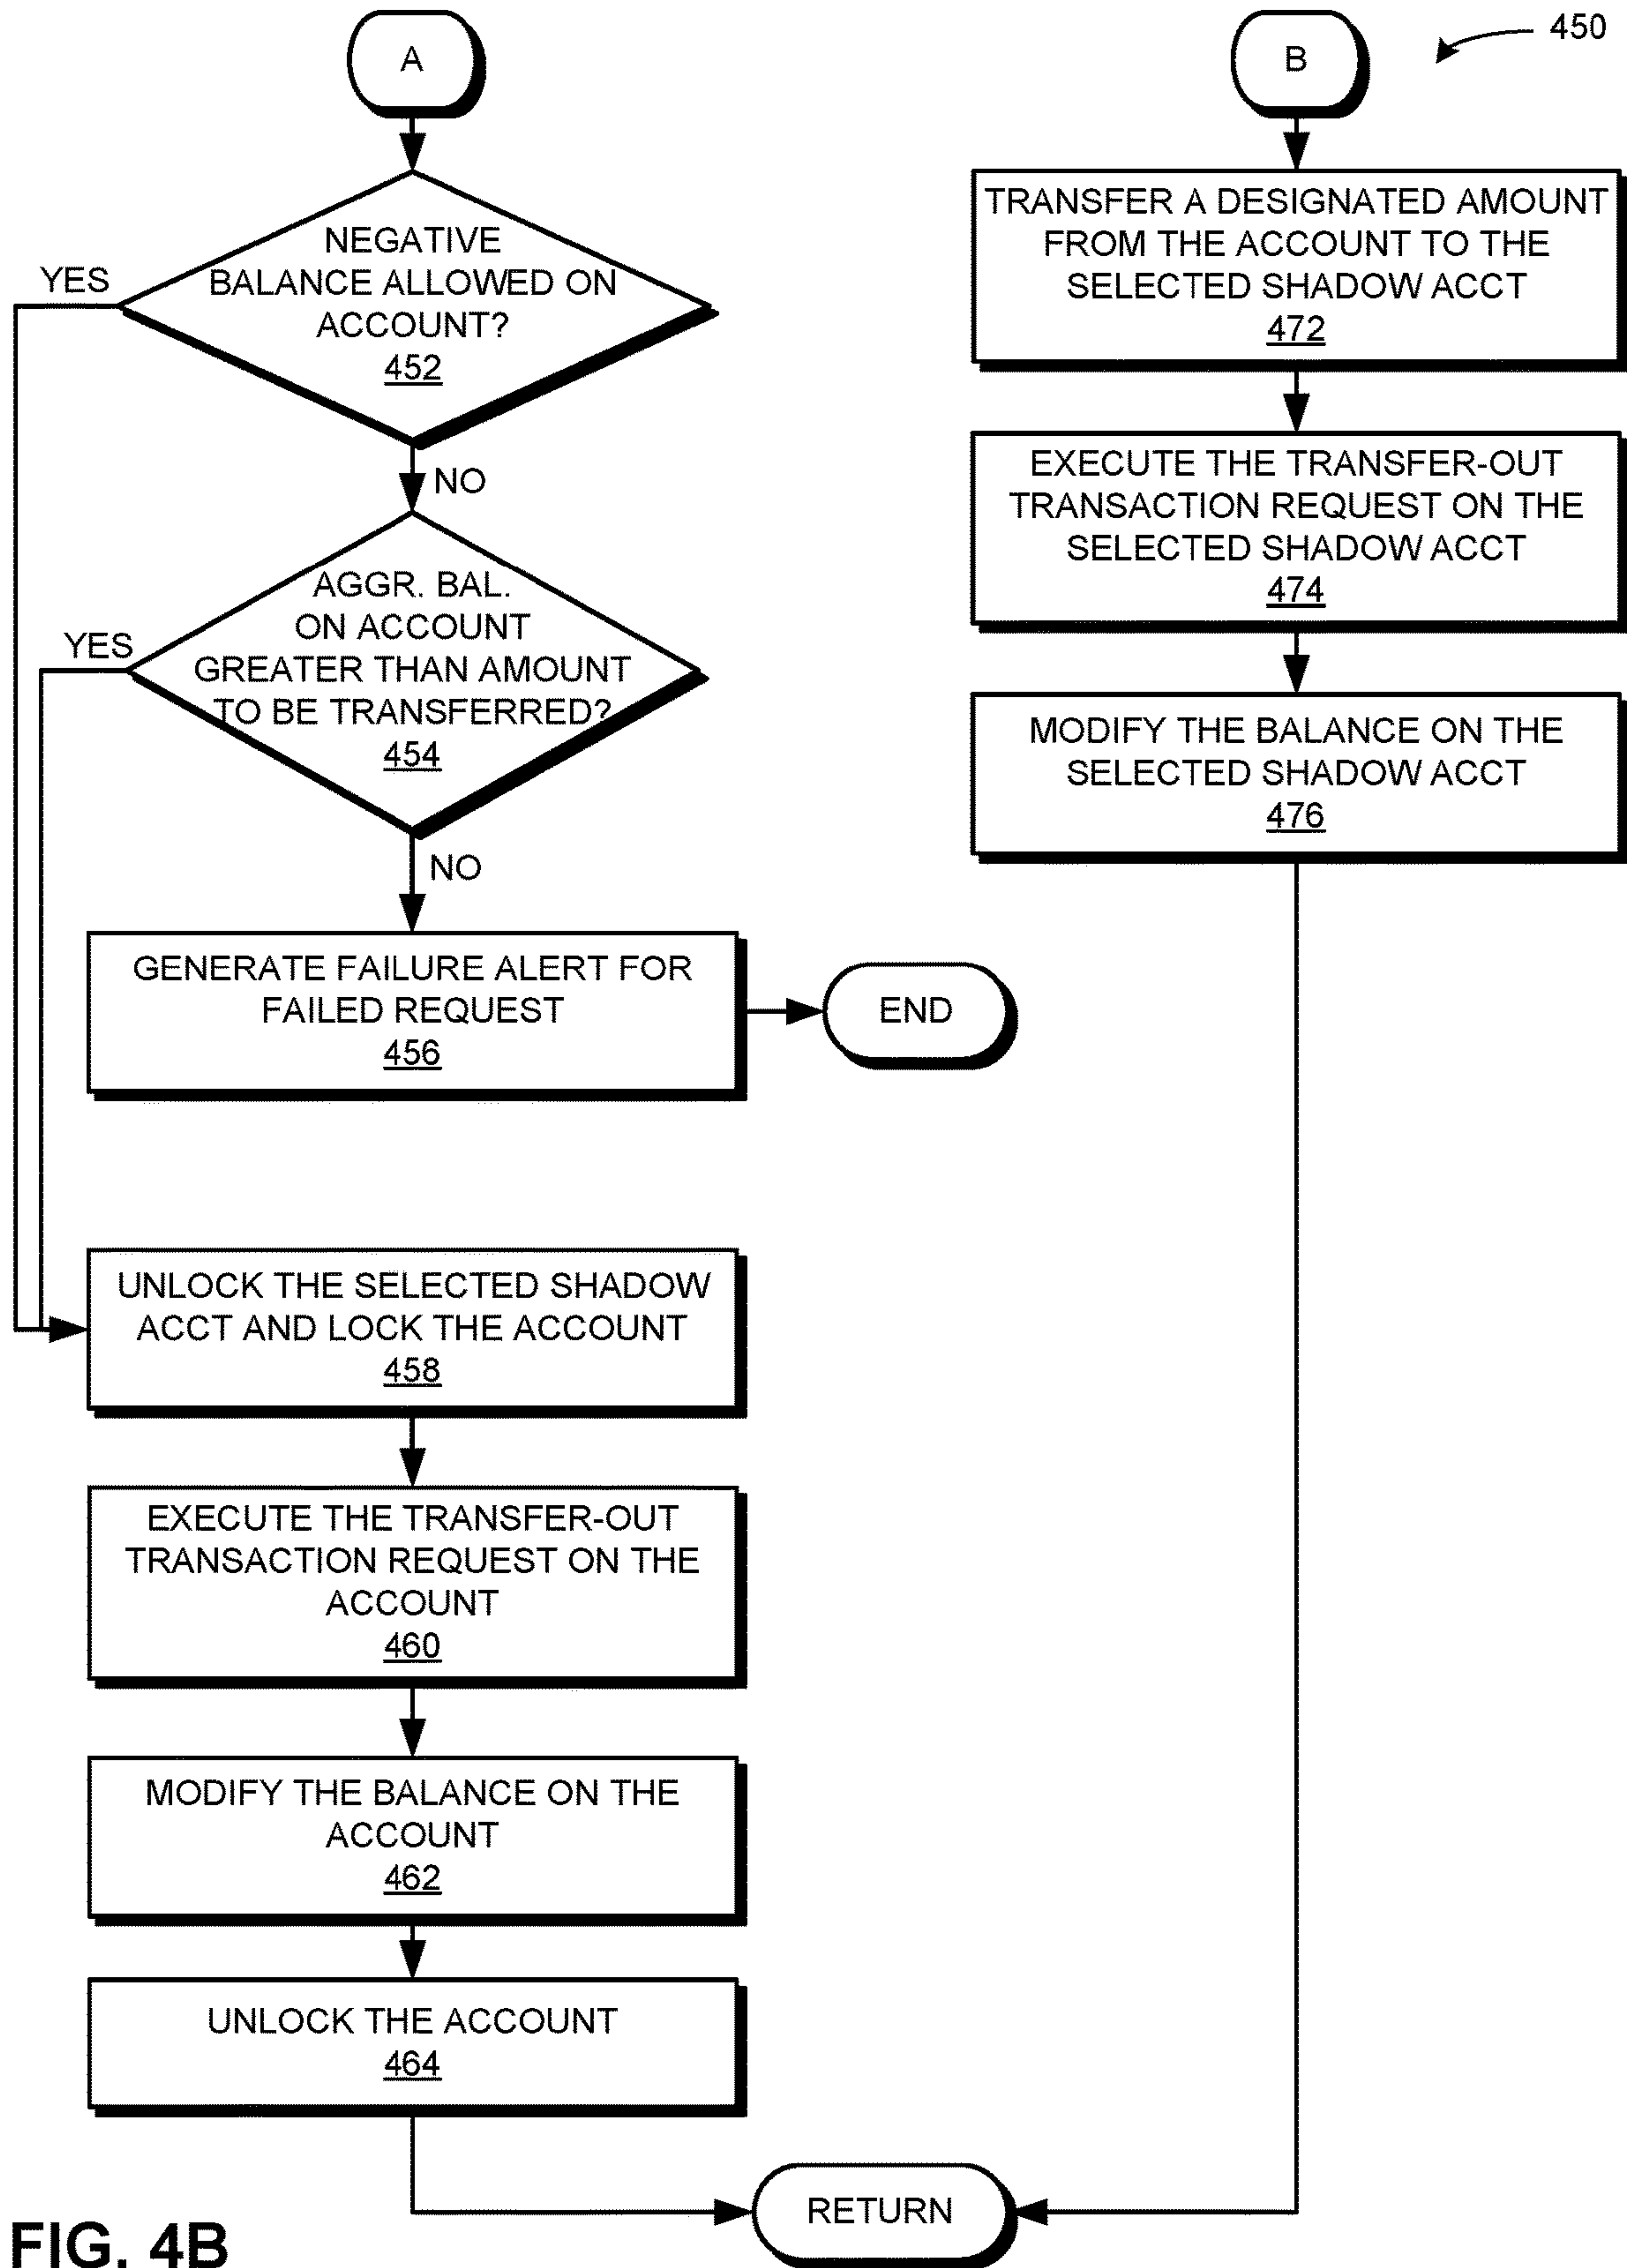 A
NEGATIVE
BALANCE ALLOWED ON
ACCOUNT?
452
YES
NO
AGGR. BAL.
ON ACCOUNT
GREATER THAN AMOUNT
TO BE TRANSFERRED?
454
YES
NO
GENERATE FAILURE ALERT FOR
FAILED REQUEST
456
END
UNLOCK THE SELECTED SHADOW
ACCT AND LOCK THE ACCOUNT
458
EXECUTE THE TRANSFER-OUT
TRANSACTION REQUEST ON THE
ACCOUNT
460
MODIFY THE BALANCE ON THE
ACCOUNT
462
UNLOCK THE ACCOUNT
464
B
450
TRANSFER A DESIGNATED AMOUNT
FROM THE ACCOUNT TO THE
SELECTED SHADOW ACCT
472
EXECUTE THE TRANSFER-OUT
TRANSACTION REQUEST ON THE
SELECTED SHADOW ACCT
474
MODIFY THE BALANCE ON THE
SELECTED SHADOW ACCT
476
RETURN
FIG. 4B